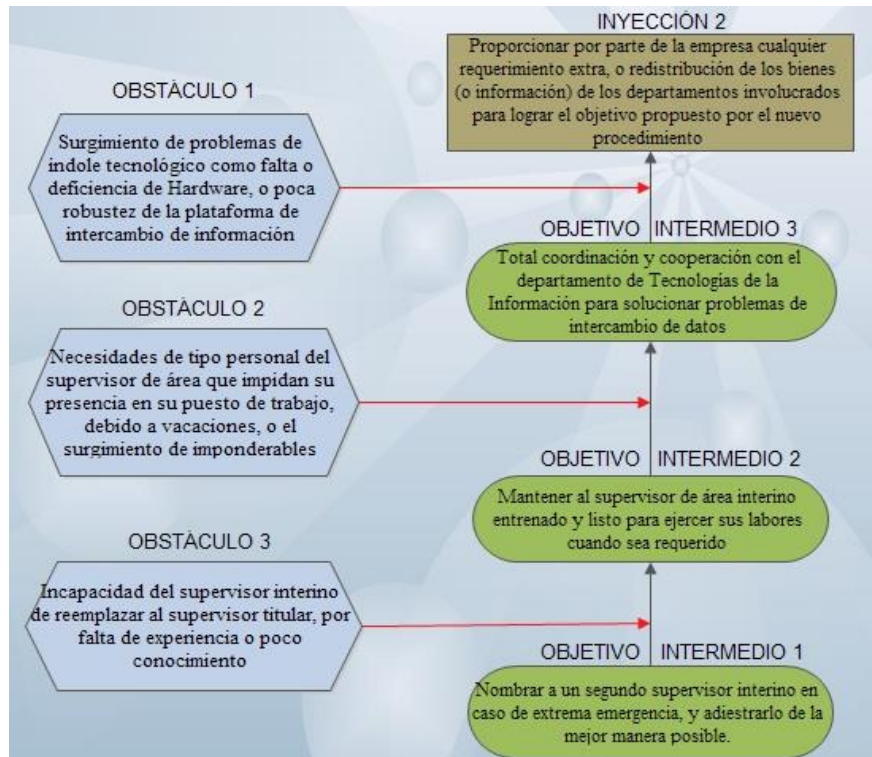 INYECCIÓN 2
Proporcionar por parte de la empresa cualquier
requerimiento extra, o redistribución de los bienes
(o información) de los departamentos involucrados
para lograr el objetivo propuesto por el nuevo
procedimiento
OBSTÀCULO 1
Surgimiento de problemas de
indole tecnológico como falta o
deficiencia de Hardware, o poca
robustez de la plataforma de
intercambio de información
OBJETIVO INTERMEDIO 3
Total coordinación y cooperación con el
departamento de Tecnologías de la
Información para solucionar problemas de
intercambio de datos
OBSTÀCULO 2
Necesidades de tipo personal del
supervisor de área que impidan su
presencia en su puesto de trabajo,
debido a vacaciones, o el
surgimiento de imponderables
OBJETIVO INTERMEDIO 2
Mantener al supervisor de área interino
entrenado y listo para ejercer sus labores
cuando sea requerido
OBSTÀCULO 3
Incapacidad del supervisor interino
de reemplazar al supervisor titular, por
falta de experiencia o poco
conocimiento
OBJETIVO INTERMEDIO 1
Nombrar a un segundo supervisor interino en
caso de extrema emergencia, y adiestrarlo de la
mejor manera posible.